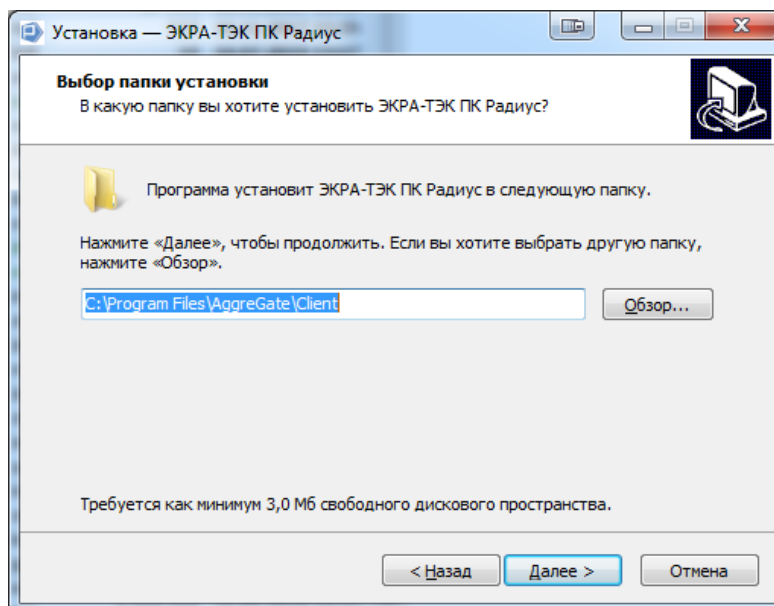 Установка — ЭКРА-ТЭК ПК Радиус
Выбор папки установки
В какую папку вы хотите установить ЭКРА-ТЭК ПК Радиус?
Программа установит ЭКРА-ТЭК ПК Радиус в следующую папку.
Нажмите «Далее», чтобы продолжить. Если вы хотите выбрать другую папку,
нажмите «Обзор».
C:\Program Files\AggreGate\Client
Обзор...
Требуется как минимум 3,0 Мб свободного дискового пространства.
< Назад
Далее >
Отмена